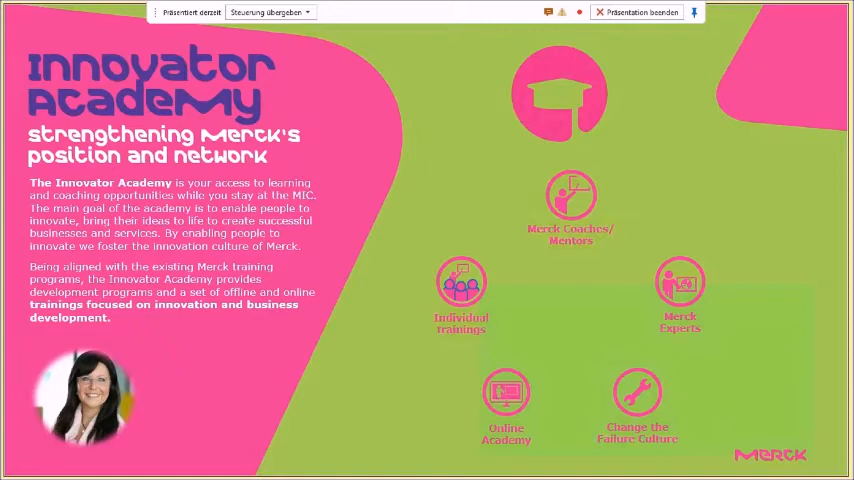 Präsentiert derzeit
Steuerung übergeben
Präsentation beenden
Innovator
Academy
strengthening Merck's
position and network
The Innovator Academy is your access to learning
and coaching opportunities while you stay at the MIC.
The main goal of the academy is to enable people to
innovate, bring their ideas to life to create successful
businesses and services. By enabling people to
innovate we foster the innovation culture of Merck.
Being aligned with the existing Merck training
programs, the Innovator Academy provides
development programs and a set of offline and online
trainings focused on innovation and business
development.
Merck Coaches/
Mentors
Individual
trainings
Merck
Experts
Online
Academy
Change the
Failure Culture
Merck